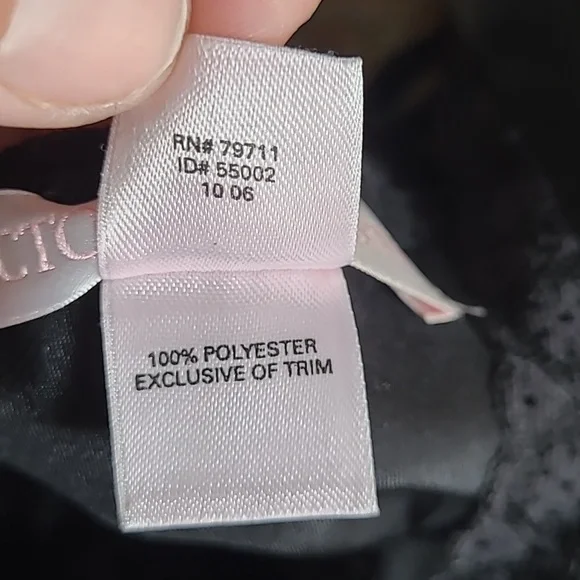 RN# 79711
ID# 55002
10 06
100% POLYESTER
EXCLUSIVE OF TRIM